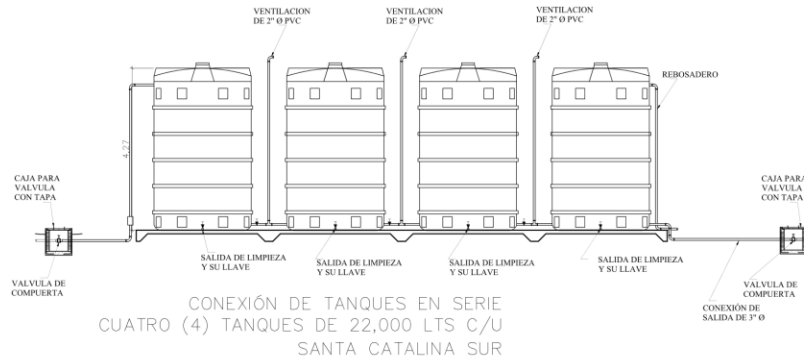 VENTILACION
DE 2" Ø PVC
VENTILACION
DE 2" Ø PVC
VENTILACION
DE 2" Ø PVC
REBOSADERO
4.27
CAJA PARA
VALVULA
CON TAPA
CAJA PARA
VALVULA
CON TAPA
SALIDA DE LIMPIEZA
Y SU LLAVE
SALIDA DE LIMPIEZA
Y SU LLAVE
SALIDA DE LIMPIEZA
Y SU LLAVE
SALIDA DE LIMPIEZA
Y SU LLAVE
VALVULA DE
COMPUERTA
VALVULA DE
COMPUERTA
CONEXIÓN DE
SALIDA DE 3" Ø
CONEXIÓN DE TANQUES EN SERIE
CUATRO (4) TANQUES DE 22,000 LTS C/U
SANTA CATALINA SUR